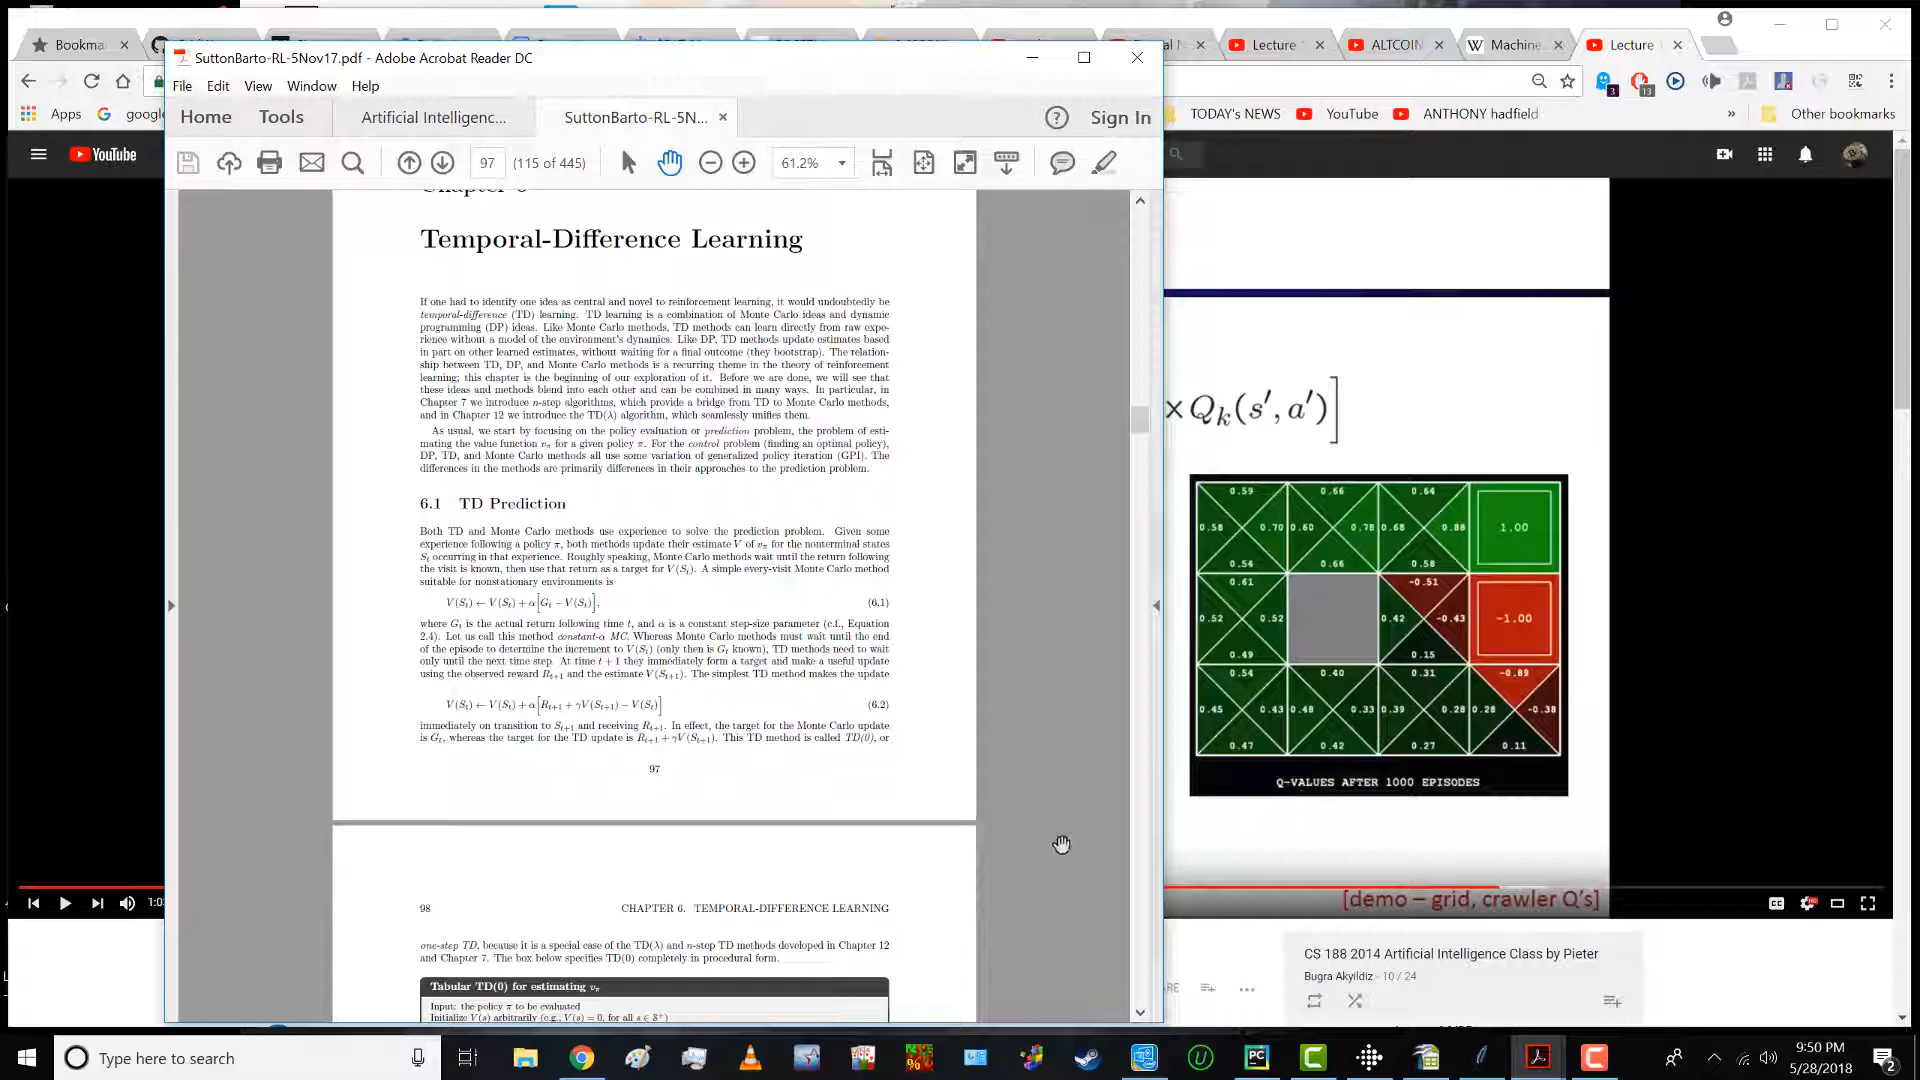 Bookma
Lecture
ALTCOIN
Machine
Lecture
SuttonBarto-RL-5Nov17.pdf - Adobe Acrobat Reader DC
File Edit View Window Help
Home Tools Artificial Intelligenc... SuttonBarto-RL-5N... Sign In
97 (115 of 445) 61.2%
Apps
TODAY's NEWS YouTube ANTHONY hadfield » Other bookmarks
YouTube
Temporal-Difference Learning
If one had to identify one idea as central and novel to reinforcement learning, it would undoubtedly be
temporal-difference (TD) learning. TD learning is a combination of Monte Carlo ideas and dynamic
programming (DP) ideas. Like Monte Carlo methods, TD methods can learn directly from raw expe-
rience without a model of the environment's dynamics. Like DP, TD methods update estimates based
in part on other learned estimates, without waiting for a final outcome (they bootstrap). The relation-
ship between TD, DP, and Monte Carlo methods is a recurring theme in the theory of reinforcement
learning; this chapter is the beginning of our exploration of it. Before we are done, we will see that
these ideas and methods blend into each other and can be combined in many ways. In particular, in
Chapter 7 we introduce n-step algorithms, which provide a bridge from TD to Monte Carlo methods,
and in Chapter 12 we introduce the TD(λ) algorithm, which seamlessly unifies them.
As usual, we start by focusing on the policy evaluation or prediction problem, the problem of esti-
mating the value function vπ for a given policy π. For the control problem (finding an optimal policy),
DP, TD, and Monte Carlo methods all use some variation of generalized policy iteration (GPI). The
differences in the methods are primarily differences in their approaches to the prediction problem.
6.1 TD Prediction
Both TD and Monte Carlo methods use experience to solve the prediction problem. Given some
experience following a policy π, both methods update their estimate V of vπ for the nonterminal states
St occurring in that experience. Roughly speaking, Monte Carlo methods wait until the return following
the visit is known, then use that return as a target for V(St). A simple every-visit Monte Carlo method
suitable for nonstationary environments is
V(St) ← V(St) + α[Gt − V(St)], (6.1)
where Gt is the actual return following time t, and α is a constant step-size parameter (c.f., Equation
2.4). Let us call this method constant-α MC. Whereas Monte Carlo methods must wait until the end
of the episode to determine the increment to V(St) (only then is Gt known), TD methods need to wait
only until the next time step. At time t + 1 they immediately form a target and make a useful update
using the observed reward Rt+1 and the estimate V(St+1). The simplest TD method makes the update
V(St) ← V(St) + α[Rt+1 + γV(St+1) − V(St)] (6.2)
immediately on transition to St+1 and receiving Rt+1. In effect, the target for the Monte Carlo update
is Gt, whereas the target for the TD update is Rt+1 + γV(St+1). This TD method is called TD(0), or
97
98 CHAPTER 6. TEMPORAL-DIFFERENCE LEARNING
one-step TD, because it is a special case of the TD(λ) and n-step TD methods developed in Chapter 12
and Chapter 7. The box below specifies TD(0) completely in procedural form.
Tabular TD(0) for estimating vπ
Input: the policy π to be evaluated
Initialize V(s) arbitrarily (e.g., V(s) = 0, for all s ∈ S+)
Qk(s′, a′)]
0.59 0.66 0.64
0.58 0.70 0.60 0.78 0.68 0.88 1.00
0.54 0.66 0.58
0.61 -0.51
0.52 0.52 0.42 -0.43 -1.00
0.49 0.15
0.54 0.40 0.31 -0.89
0.45 0.43 0.48 0.33 0.39 0.28 0.28 -0.38
0.47 0.42 0.27 0.11
Q-VALUES AFTER 1000 EPISODES
[demo – grid, crawler Q's]
CS 188 2014 Artificial Intelligence Class by Pieter
Bugra Akyildiz - 10 / 24
Type here to search
9:50 PM
5/28/2018
2